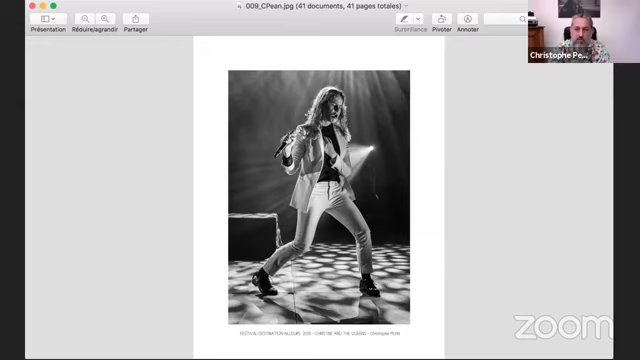 009_CPean.jpg (41 documents, 41 pages totales)
Présentation
Réduire/agrandir
Partager
Surbrillance
Pivoter
Annoter
Christophe Pe...
FESTIVAL DESTINATION AILLEURS 2015 - CHRISTINE AND THE QUEENS - Christophe PEAN
zoom